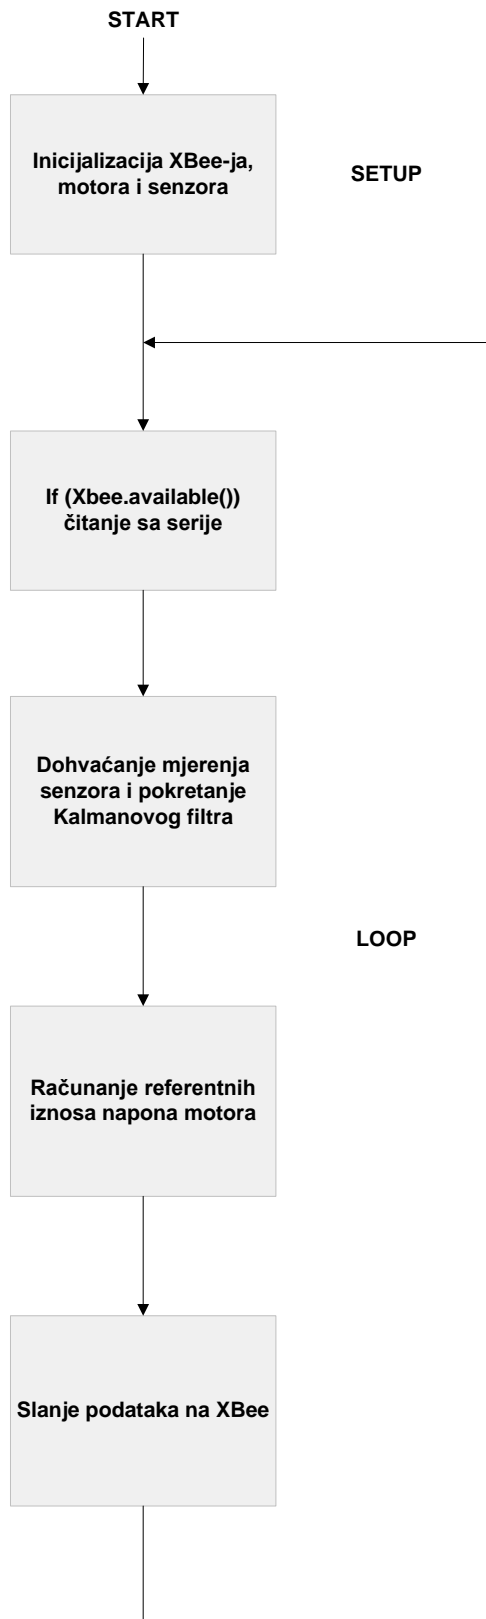 START
Inicijalizacija XBee-ja,
motora i senzora
SETUP
If (Xbee.available())
čitanje sa serije
Dohvaćanje mjerenja
senzora i pokretanje
Kalmanovog filtra
LOOP
Računanje referentnih
iznosa napona motora
Slanje podataka na XBee